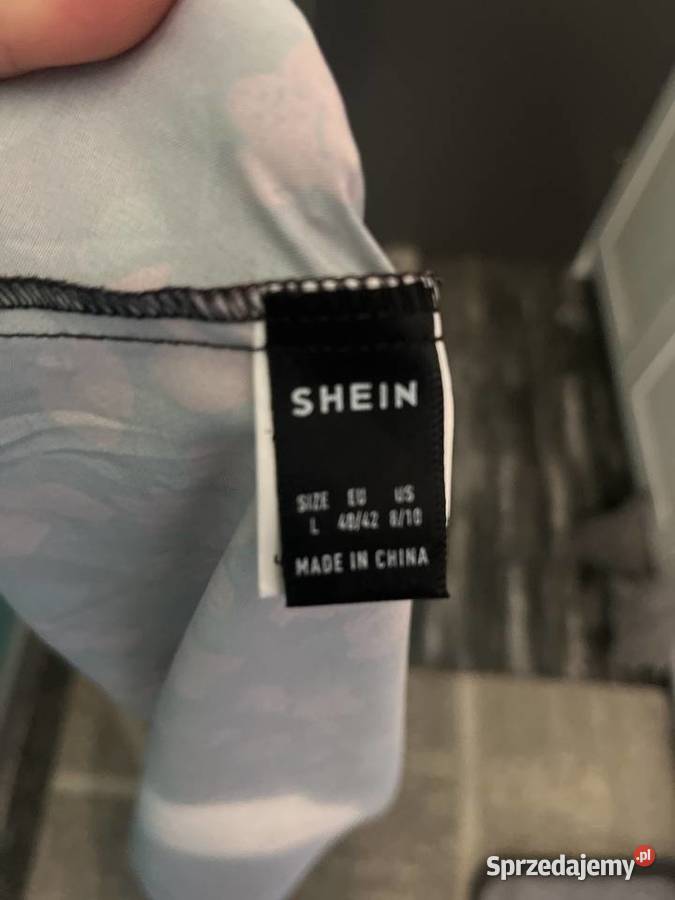 SHEIN
SIZE EU US
L 40/42 8/10
MADE IN CHINA
Sprzedajemy.pl